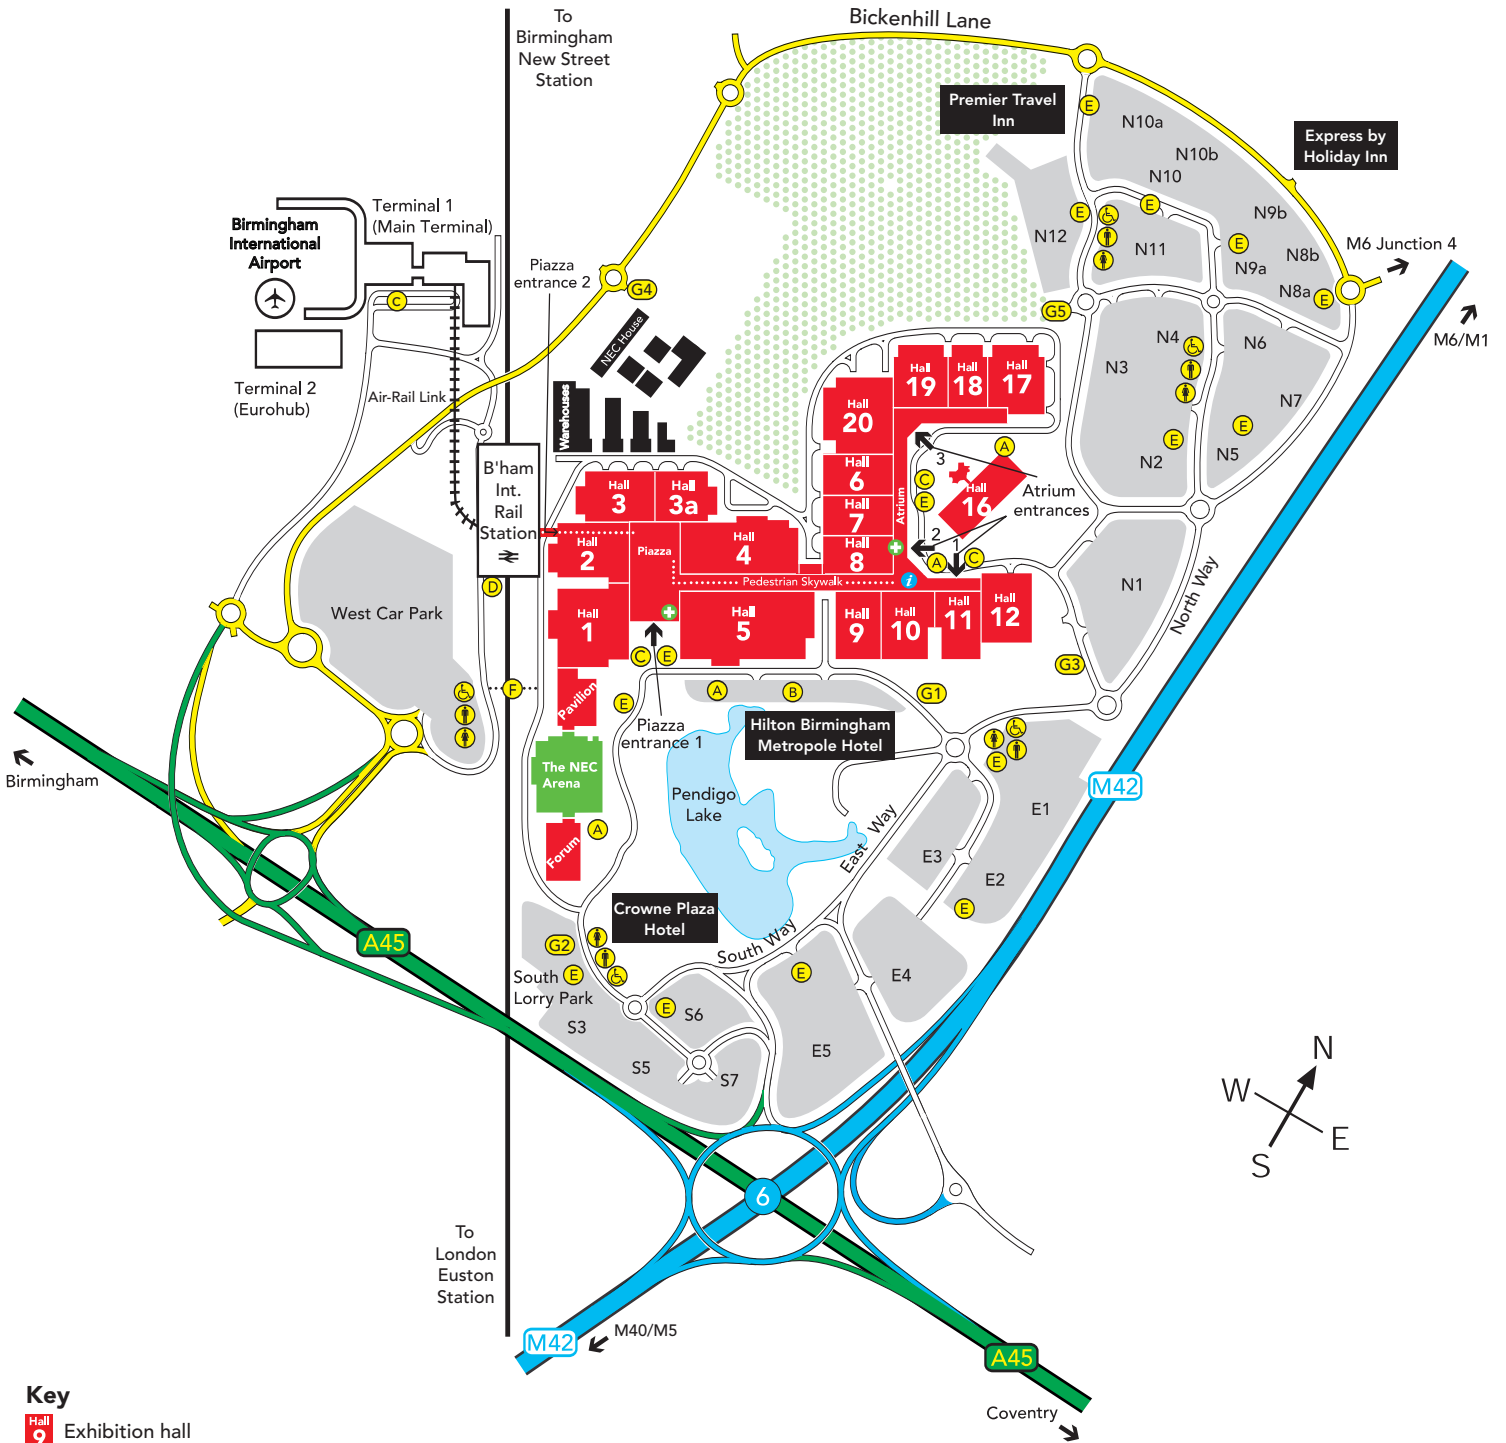 To
Birmingham
New Street
Station
Bickenhill Lane
Premier Travel
Inn
Express by
Holiday Inn
E
N10a
N10b
N10
N9b
N8b
N9a
N8a
E
E
E
E
N12
N11
M6 Junction 4
M6/M1
Terminal 1
(Main Terminal)
Birmingham
International
Airport
C
Terminal 2
(Eurohub)
Air-Rail Link
Piazza
entrance 2
G4
NEC House
Warehouses
G5
N4
N3
N6
N7
N2
N5
E
E
Hall
19
Hall
18
Hall
17
Hall
20
Hall
6
Hall
7
Hall
8
Atrium
3
A
C
E
Hall
16
Atrium
entrances
2
1
A
C
B'ham
Int.
Rail
Station
D
Hall
3
Hall
3a
Hall
2
Piazza
Hall
4
Pedestrian Skywalk
i
Hall
1
Hall
5
Hall
9
Hall
10
Hall
11
Hall
12
N1
North Way
G3
West Car Park
F
C
E
E
A
B
G1
Pavilion
Piazza
entrance 1
Hilton Birmingham
Metropole Hotel
The NEC
Arena
Forum
A
Pendigo
Lake
East Way
E
E1
E3
E2
E
M42
Birmingham
A45
Crowne Plaza
Hotel
South Way
G2
South
Lorry Park
E
E
E
S6
S3
S5
S7
E4
E5
N
W
E
S
6
To
London
Euston
Station
M42
M40/M5
A45
Coventry
Key
Hall
9
Exhibition hall